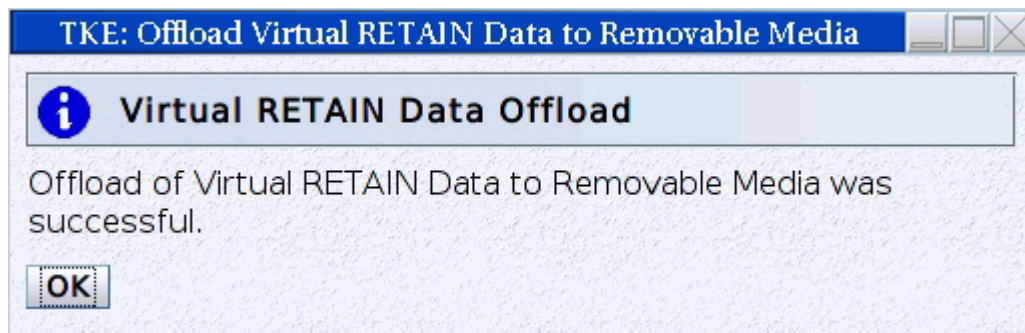 TKE: Offload Virtual RETAIN Data to Removable Media
Virtual RETAIN Data Offload
Offload of Virtual RETAIN Data to Removable Media was
successful.
OK